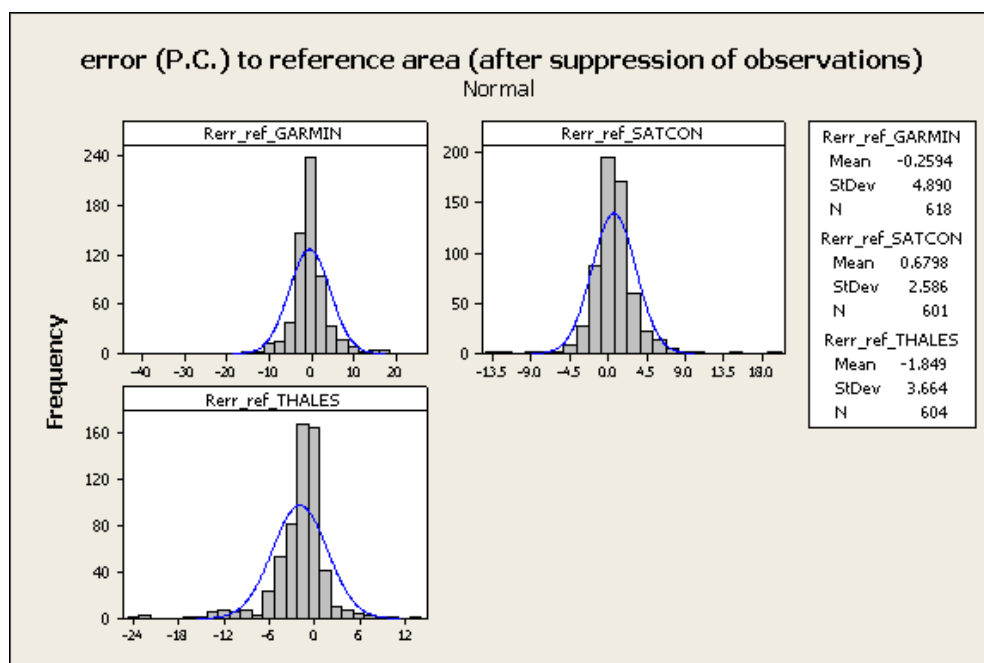 error (P.C.) to reference area (after suppression of observations)
Normal
Rerr_ref_GARMIN
240
180
120
60
0
-40 -30 -20 -10 0 10 20
Rerr_ref_SATCON
200
150
100
50
0
-13.5 -9.0 -4.5 0.0 4.5 9.0 13.5 18.0
Rerr_ref_THALES
160
120
80
40
0
-24 -18 -12 -6 0 6 12
Frequency
Rerr_ref_GARMIN
Mean -0.2594
StDev 4.890
N 618
Rerr_ref_SATCON
Mean 0.6798
StDev 2.586
N 601
Rerr_ref_THALES
Mean -1.849
StDev 3.664
N 604